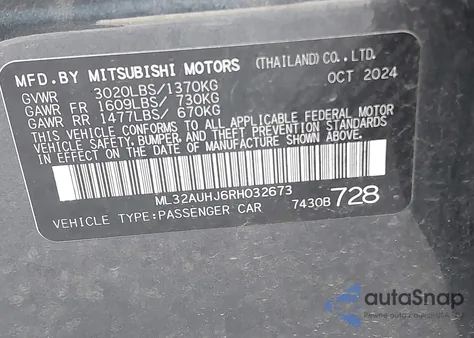 MFD. BY MITSUBISHI MOTORS (THAILAND) CO., LTD.
OCT 2024
GVWR 3020LBS/1370KG
GAWR FR 1609LBS/ 730KG
GAWR RR 1477LBS/ 670KG
THIS VEHICLE CONFORMS TO ALL APPLICABLE FEDERAL MOTOR
VEHICLE SAFETY, BUMPER, AND THEFT PREVENTION STANDARDS
IN EFFECT ON THE DATE OF MANUFACTURE SHOWN ABOVE.
ML32AUHJ6RH032673
VEHICLE TYPE:PASSENGER CAR 7430B 728
autoSnap